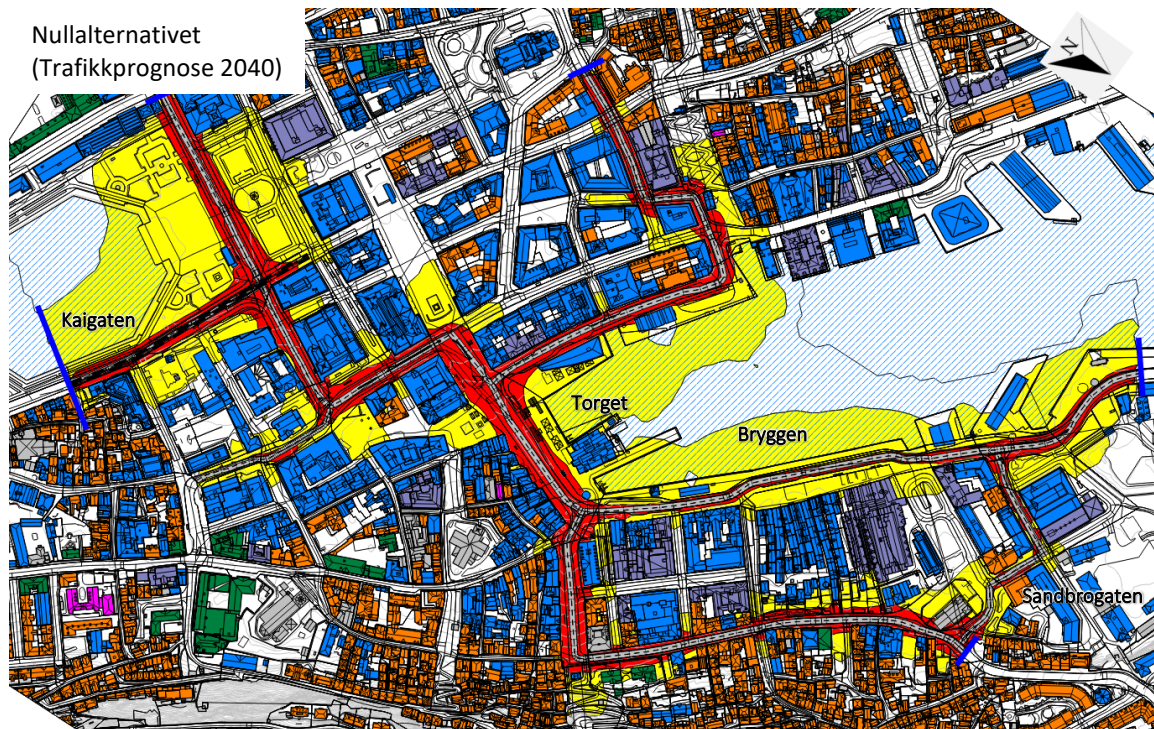 Nullalternativet
(Trafikkprognose 2040)
N
Kaigaten
Torget
Bryggen
Sandbrogaten